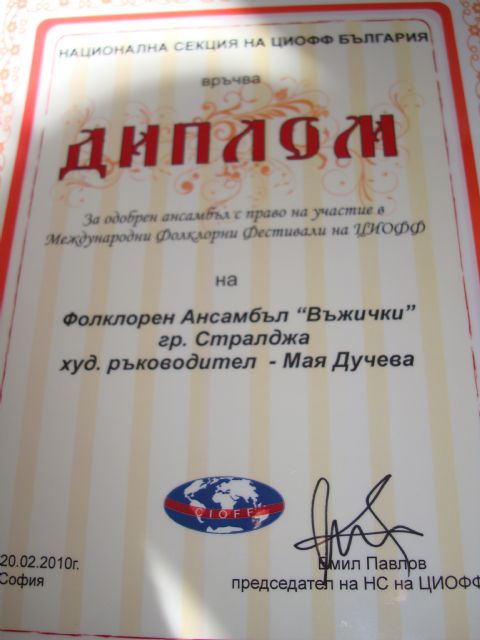 НАЦИОНАЛНА СЕКЦИЯ НА ЦИОФФ БЪЛГАРИЯ
връчва
ДИПЛОМ
За одобрен ансамбъл с право на участие в
Международни Фолклорни Фестивали на ЦИОФФ
на
Фолклорен Ансамбъл "Въжички"
гр. Стралджа
худ. ръководител - Мая Дучева
CIOFF
20.02.2010г.
София
Емил Павлов
председател на НС на ЦИОФФ